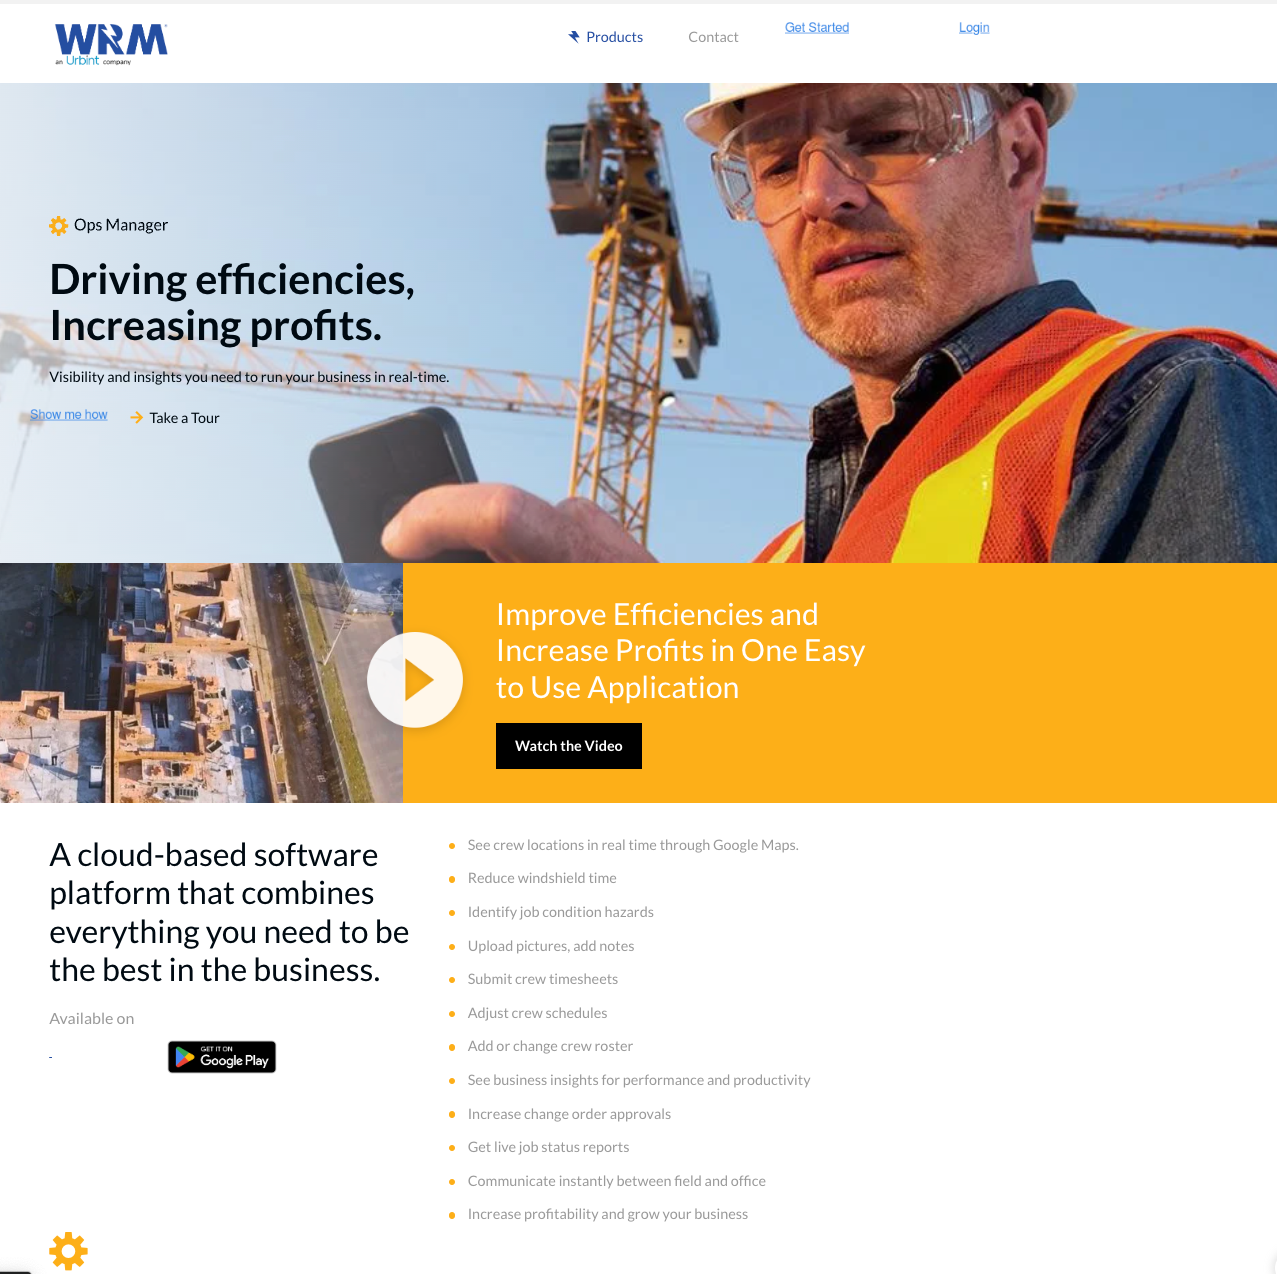 WRM
an Urbint company
Products
Contact
Get Started
Login
Ops Manager
Driving efficiencies,
Increasing profits.
Visibility and insights you need to run your business in real-time.
Show me how
Take a Tour
Improve Efficiencies and
Increase Profits in One Easy
to Use Application
Watch the Video
A cloud-based software
platform that combines
everything you need to be
the best in the business.
Available on
-
GET IT ON
Google Play
See crew locations in real time through Google Maps.
Reduce windshield time
Identify job condition hazards
Upload pictures, add notes
Submit crew timesheets
Adjust crew schedules
Add or change crew roster
See business insights for performance and productivity
Increase change order approvals
Get live job status reports
Communicate instantly between field and office
Increase profitability and grow your business